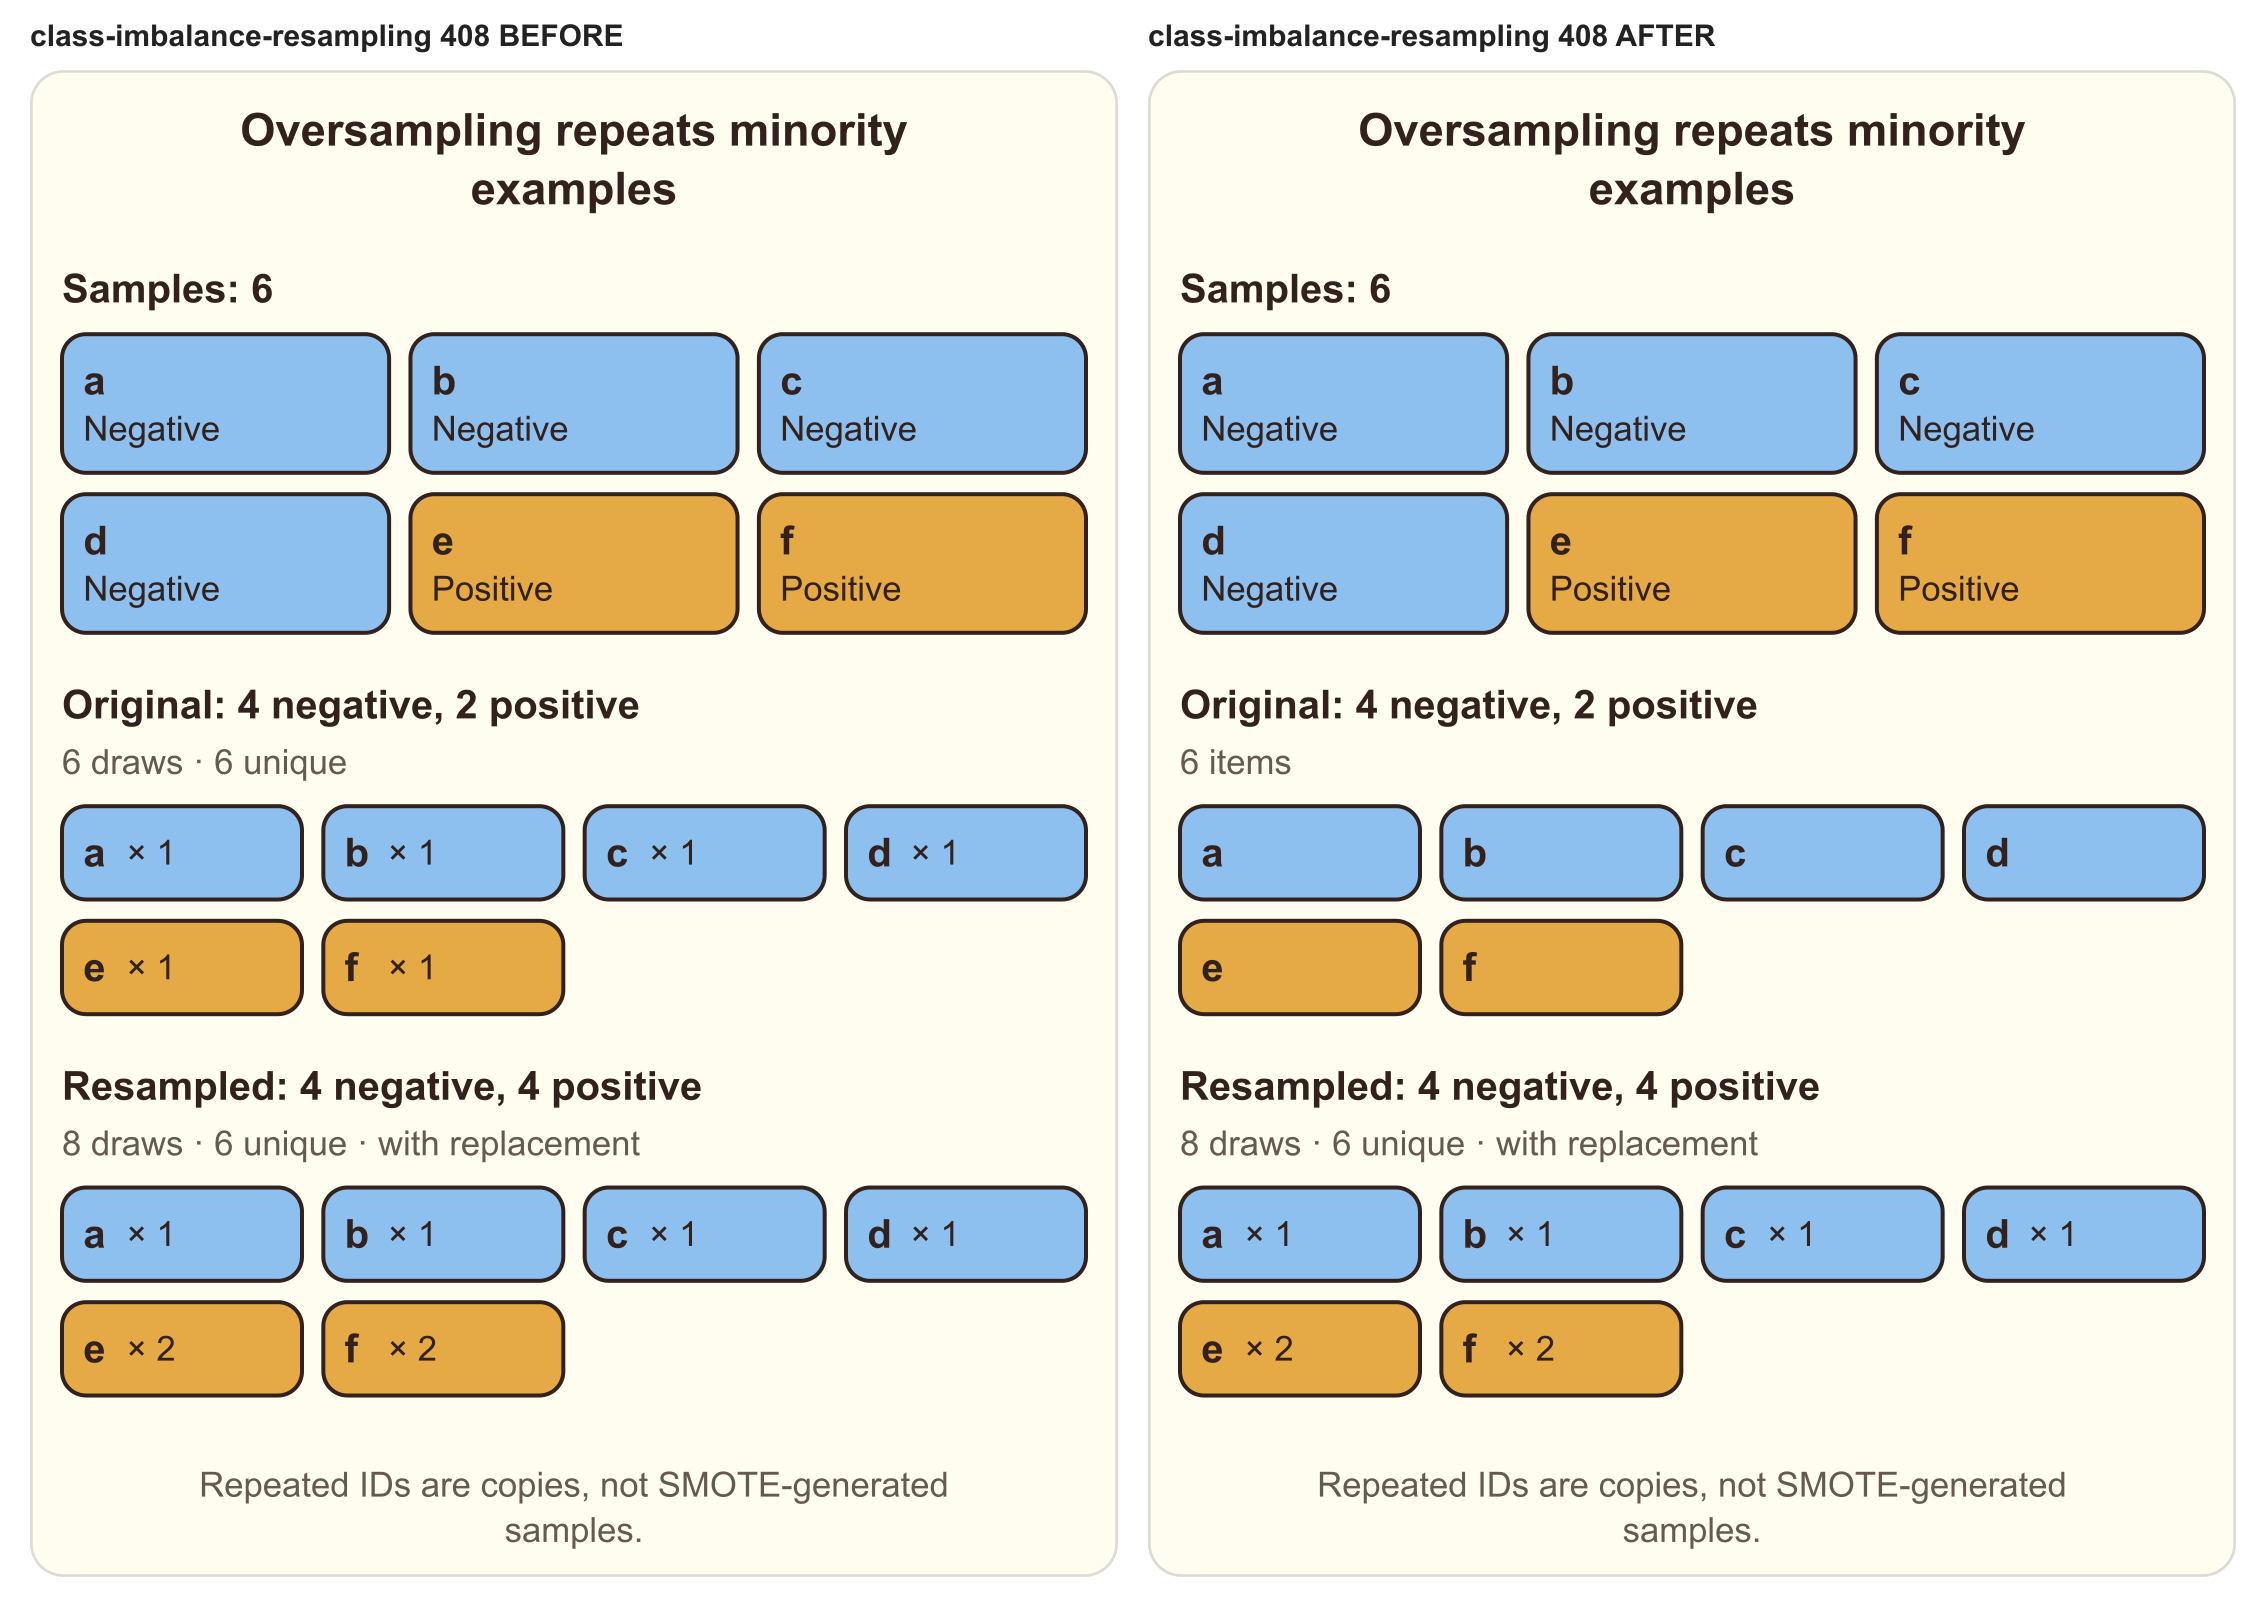 class-imbalance-resampling 408 BEFORE
Oversampling repeats minority
examples
Samples: 6
a
Negative
b
Negative
c
Negative
d
Negative
e
Positive
f
Positive
Original: 4 negative, 2 positive
6 draws · 6 unique
a × 1
b × 1
c × 1
d × 1
e × 1
f × 1
Resampled: 4 negative, 4 positive
8 draws · 6 unique · with replacement
a × 1
b × 1
c × 1
d × 1
e × 2
f × 2
Repeated IDs are copies, not SMOTE-generated
samples.
class-imbalance-resampling 408 AFTER
Oversampling repeats minority
examples
Samples: 6
a
Negative
b
Negative
c
Negative
d
Negative
e
Positive
f
Positive
Original: 4 negative, 2 positive
6 items
a
b
c
d
e
f
Resampled: 4 negative, 4 positive
8 draws · 6 unique · with replacement
a × 1
b × 1
c × 1
d × 1
e × 2
f × 2
Repeated IDs are copies, not SMOTE-generated
samples.